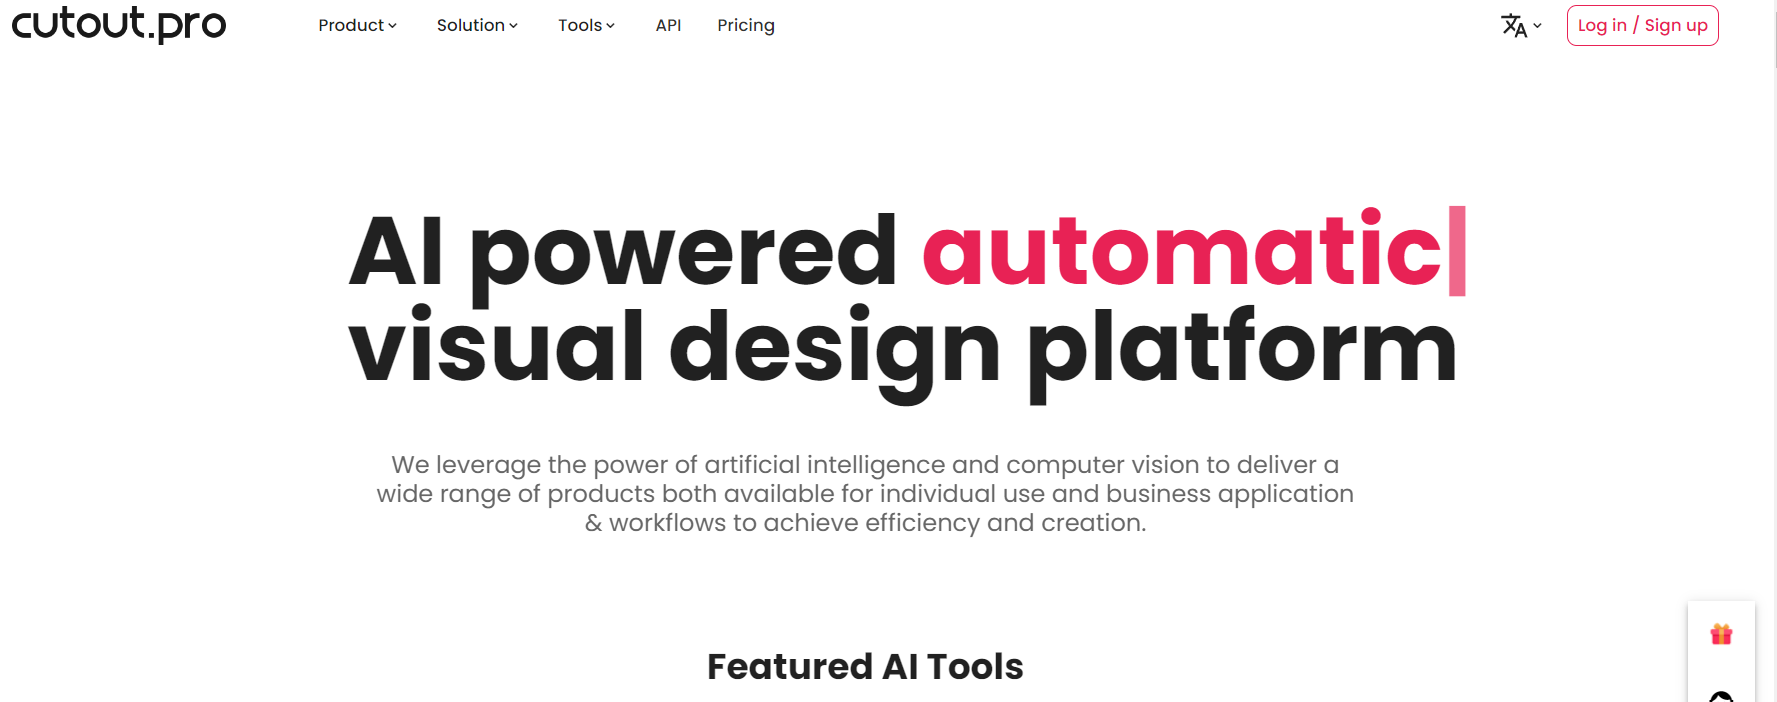 cutout.pro
Product
Solution
Tools
API
Pricing
Log in / Sign up
AI powered automatic
visual design platform
We leverage the power of artificial intelligence and computer vision to deliver a
wide range of products both available for individual use and business application
& workflows to achieve efficiency and creation.
Featured AI Tools